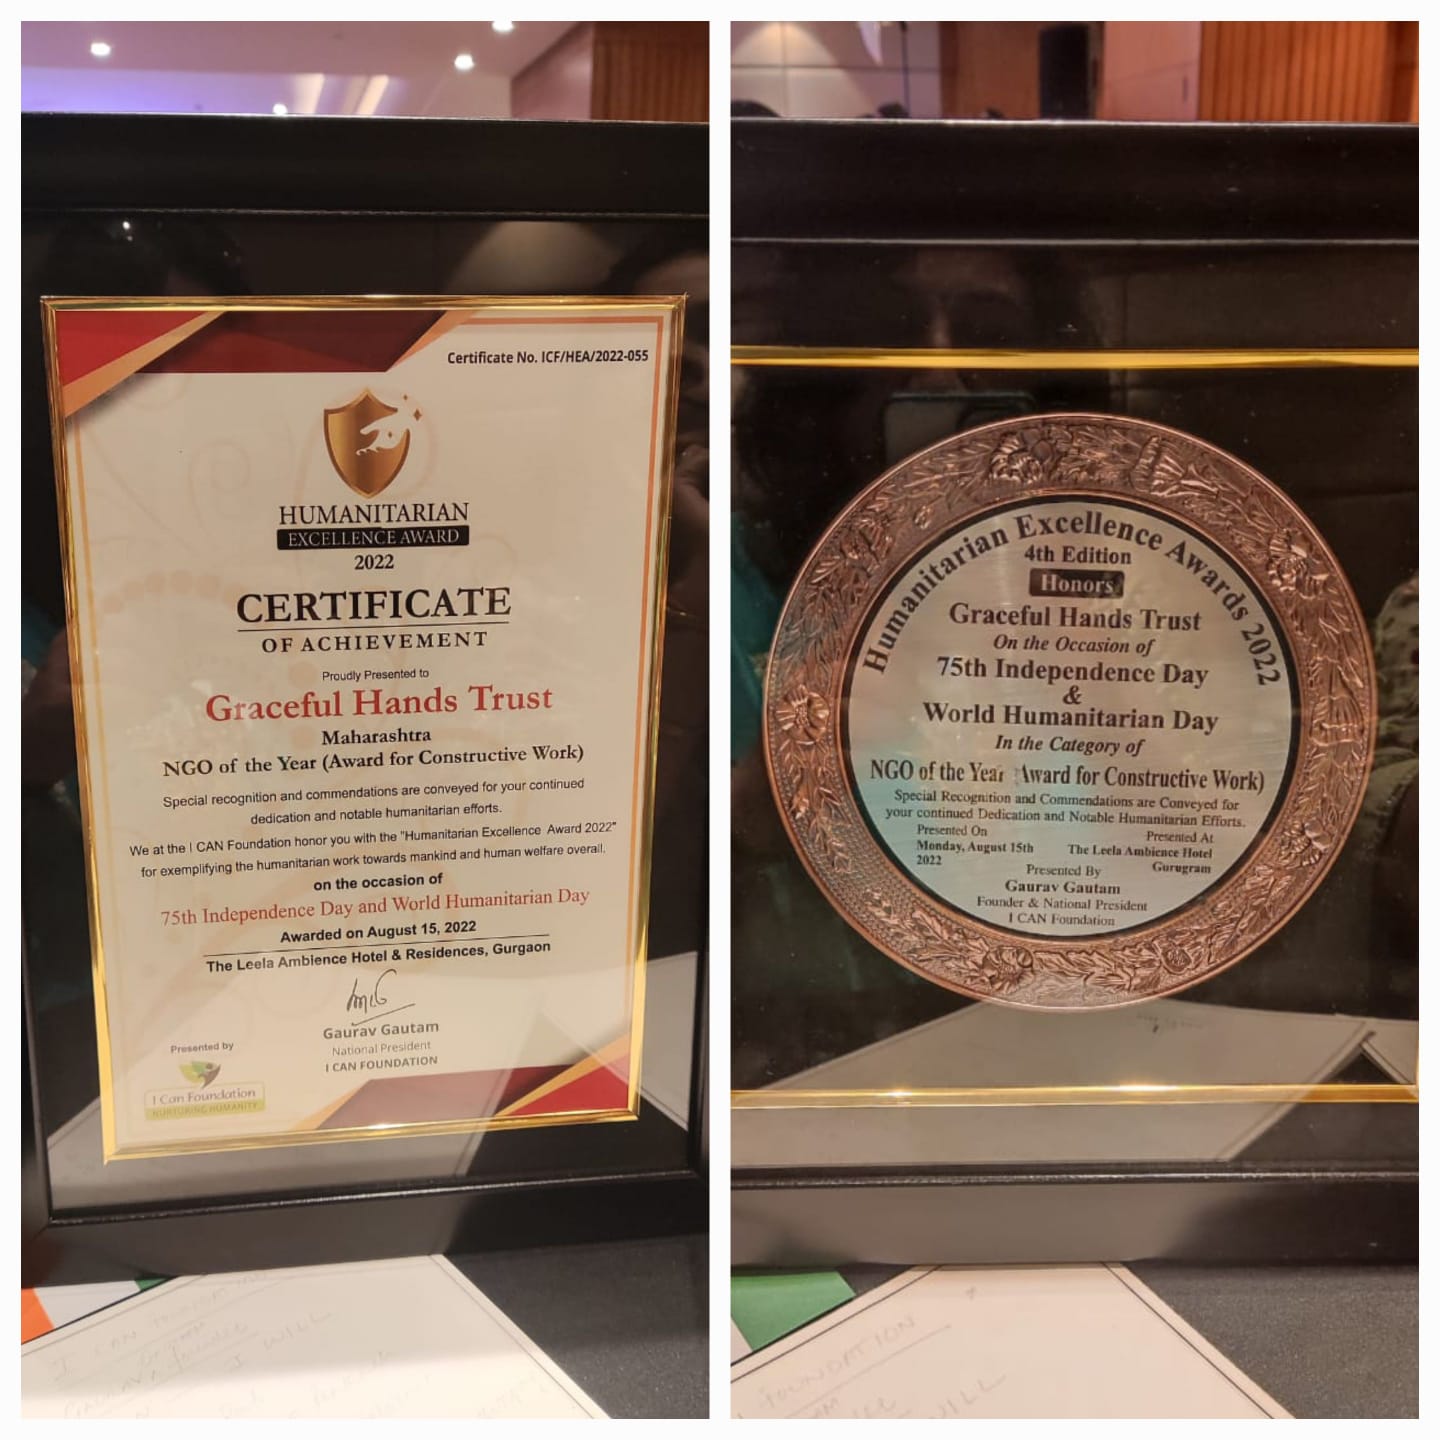 Certificate No. ICF/HEA/2022-055
HUMANITARIAN
EXCELLENCE AWARD
2022
CERTIFICATE
OF ACHIEVEMENT
Proudly Presented to
Graceful Hands Trust
Maharashtra
NGO of the Year (Award for Constructive Work)
Special recognition and commendations are conveyed for your continued
dedication and notable humanitarian efforts.
We at the I CAN Foundation honor you with the "Humanitarian Excellence Award 2022"
for exemplifying the humanitarian work towards mankind and human welfare overall.
on the occasion of
75th Independence Day and World Humanitarian Day
Awarded on August 15, 2022
The Leela Ambience Hotel & Residences, Gurgaon
Gaurav Gautam
National President
I CAN FOUNDATION
Presented by
I Can Foundation
NURTURING HUMANITY
I CAN
I WILL
Humanitarian Excellence Awards 2022
4th Edition
Honors
Graceful Hands Trust
On the Occasion of
75th Independence Day
&
World Humanitarian Day
In the Category of
NGO of the Year Award for Constructive Work)
Special Recognition and Commendations are Conveyed for
your continued Dedication and Notable Humanitarian Efforts.
Presented On
Monday, August 15th
2022
Presented At
The Leela Ambience Hotel
Gurugram
Presented By
Gaurav Gautam
Founder & National President
I CAN Foundation
FOUNDATION
WILL